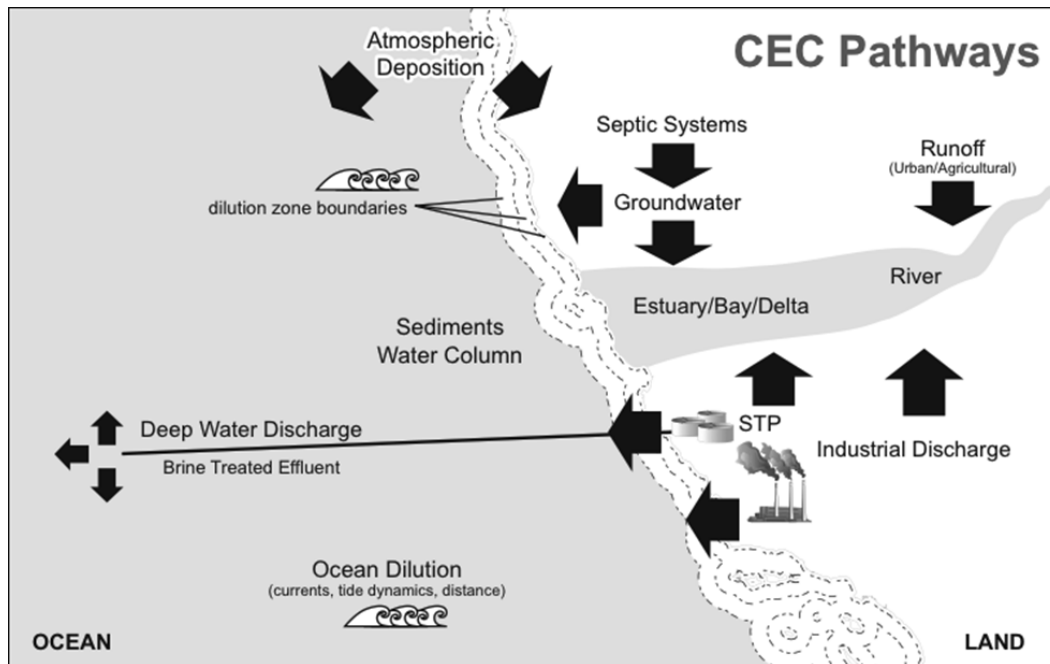 Atmospheric
Deposition
CEC Pathways
Septic Systems
Runoff
(Urban/Agricultural)
dilution zone boundaries
Groundwater
River
Estuary/Bay/Delta
Sediments
Water Column
STP
Deep Water Discharge
Industrial Discharge
Brine Treated Effluent
Ocean Dilution
(currents, tide dynamics, distance)
OCEAN
LAND